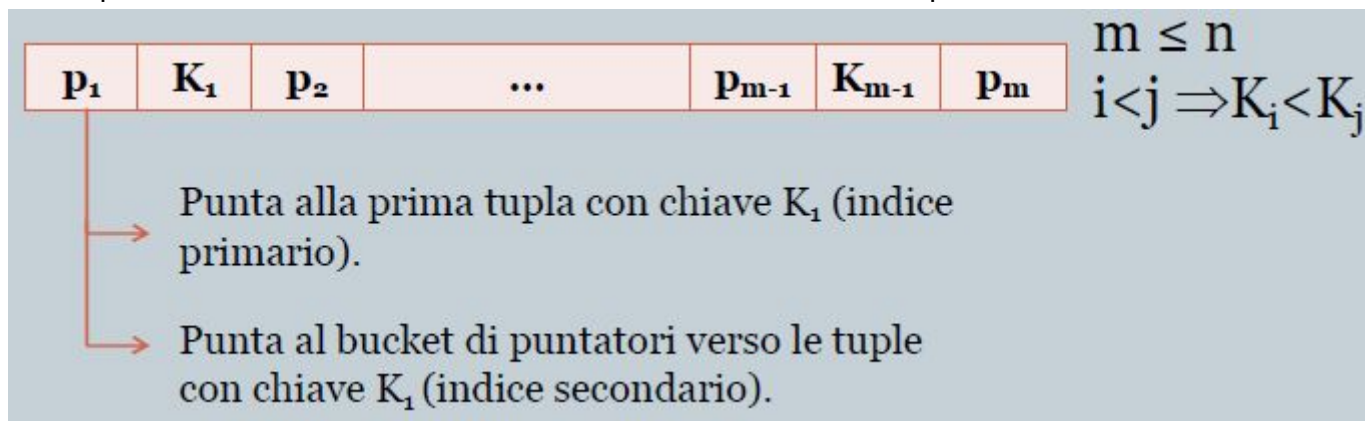 p₁ K₁ p₂ ... pₘ₋₁ Kₘ₋₁ pₘ
m ≤ n
i<j ⇒Kᵢ<Kⱼ
Punta alla prima tupla con chiave K₁ (indice
primario).
Punta al bucket di puntatori verso le tuple
con chiave K₁ (indice secondario).